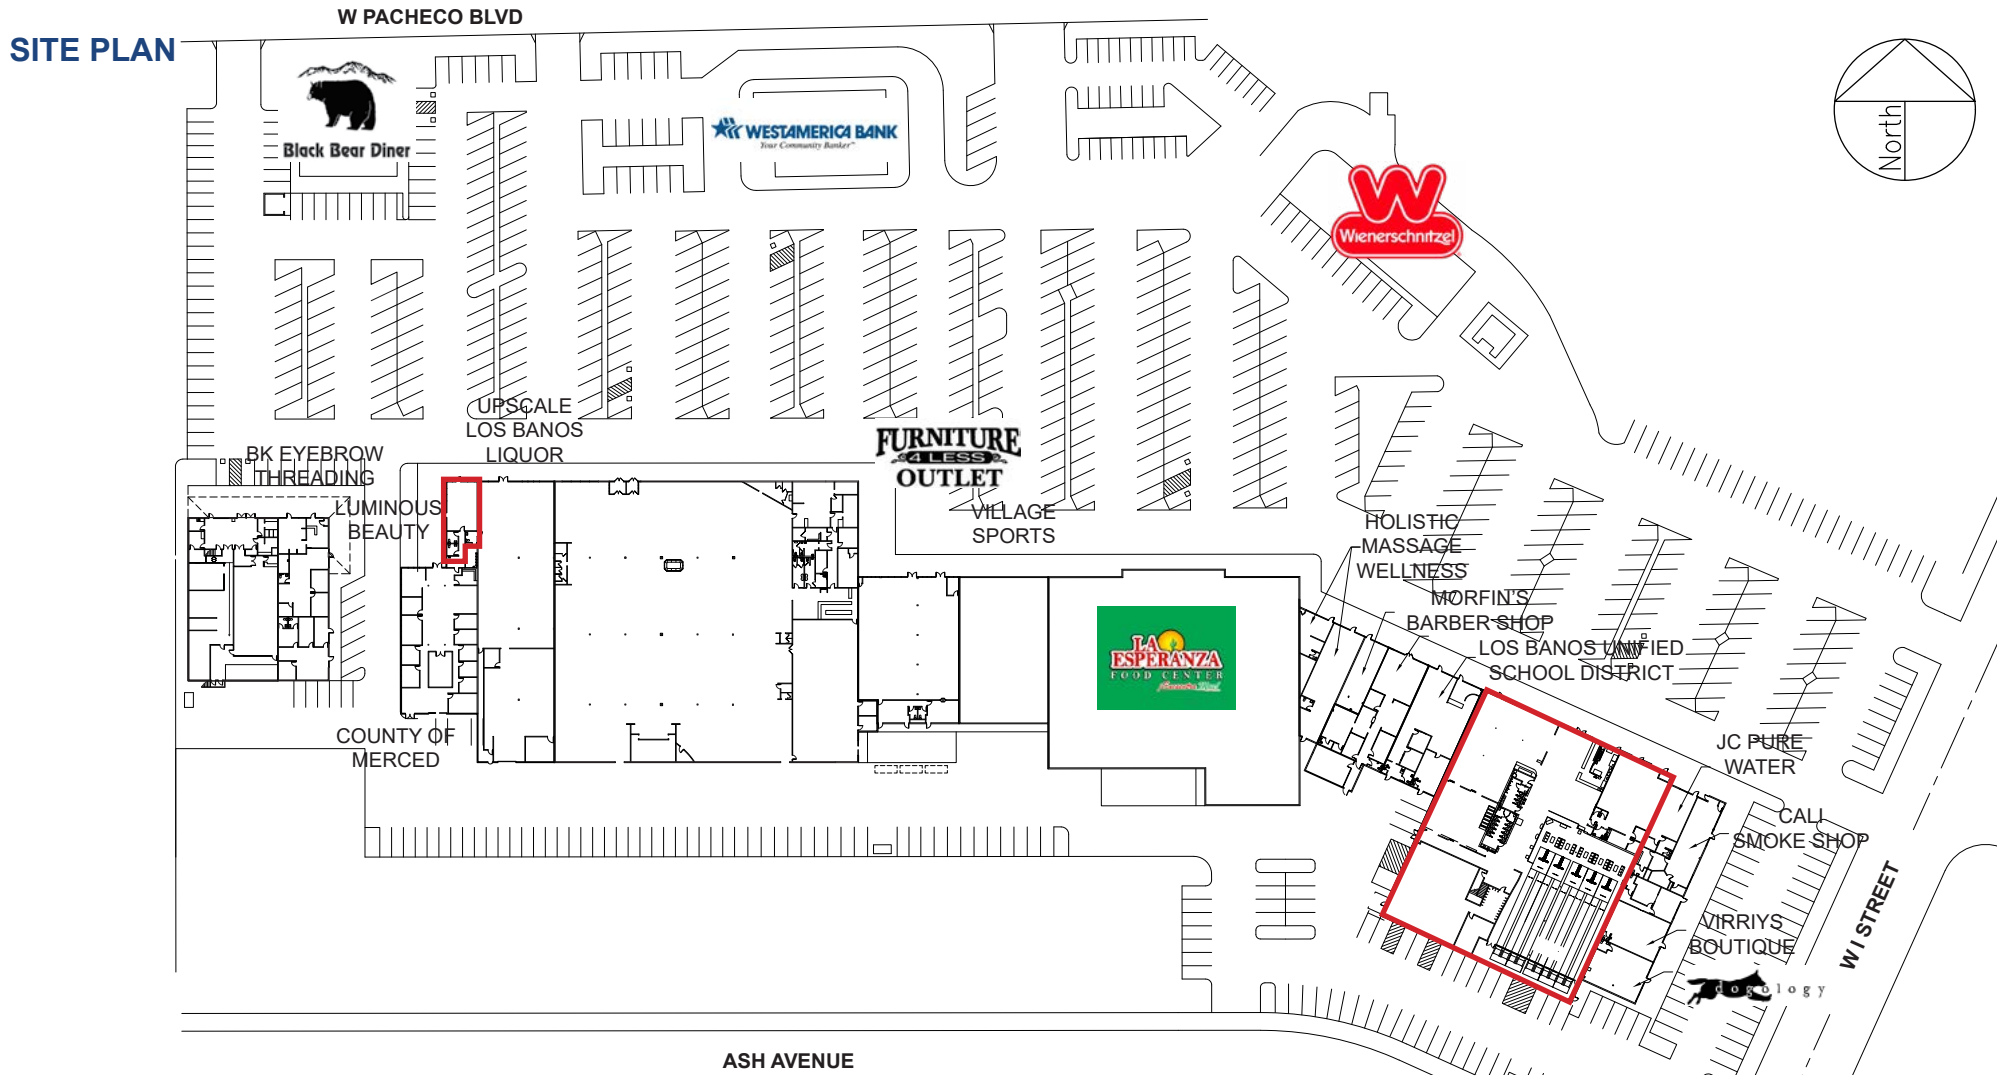 W PACHECO BLVD
SITE PLAN
Black Bear Diner
WESTAMERICA BANK
Your Community Banker™
North
W
Wienerschnitzel
UPSCALE
LOS BANOS
LIQUOR
BK EYEBROW
THREADING
LUMINOUS
BEAUTY
FURNITURE
4 LESS
OUTLET
VILLAGE
SPORTS
HOLISTIC
MASSAGE
WELLNESS
MORFIN'S
BARBER SHOP
LOS BANOS UNIFIED
SCHOOL DISTRICT
LA
ESPERANZA
FOOD CENTER
COUNTY OF
MERCED
JC PURE
WATER
CALI
SMOKE SHOP
VIRRIYS
BOUTIQUE
dogology
W I STREET
ASH AVENUE